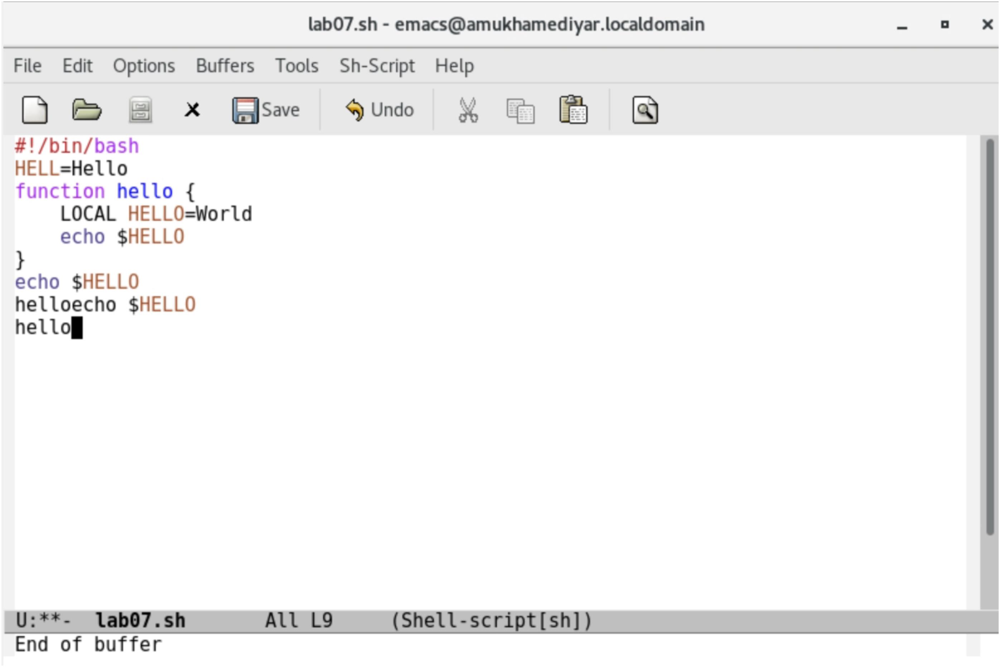 lab07.sh - emacs@amukhamediyar.localdomain
File Edit Options Buffers Tools Sh-Script Help
Save Undo
#!/bin/bash
HELL=Hello
function hello {
    LOCAL HELLO=World
    echo $HELLO
}
echo $HELLO
helloecho $HELLO
hello
U:**- lab07.sh All L9 (Shell-script[sh])
End of buffer